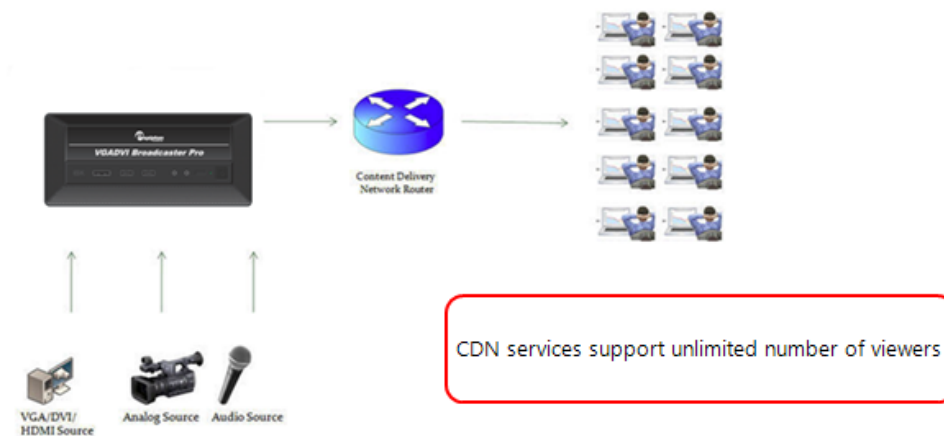 VGADVI Broadcaster Pro
Content Delivery
Network Router
CDN services support unlimited number of viewers
VGA/DVI/
HDMI Source
Analog Source
Audio Source